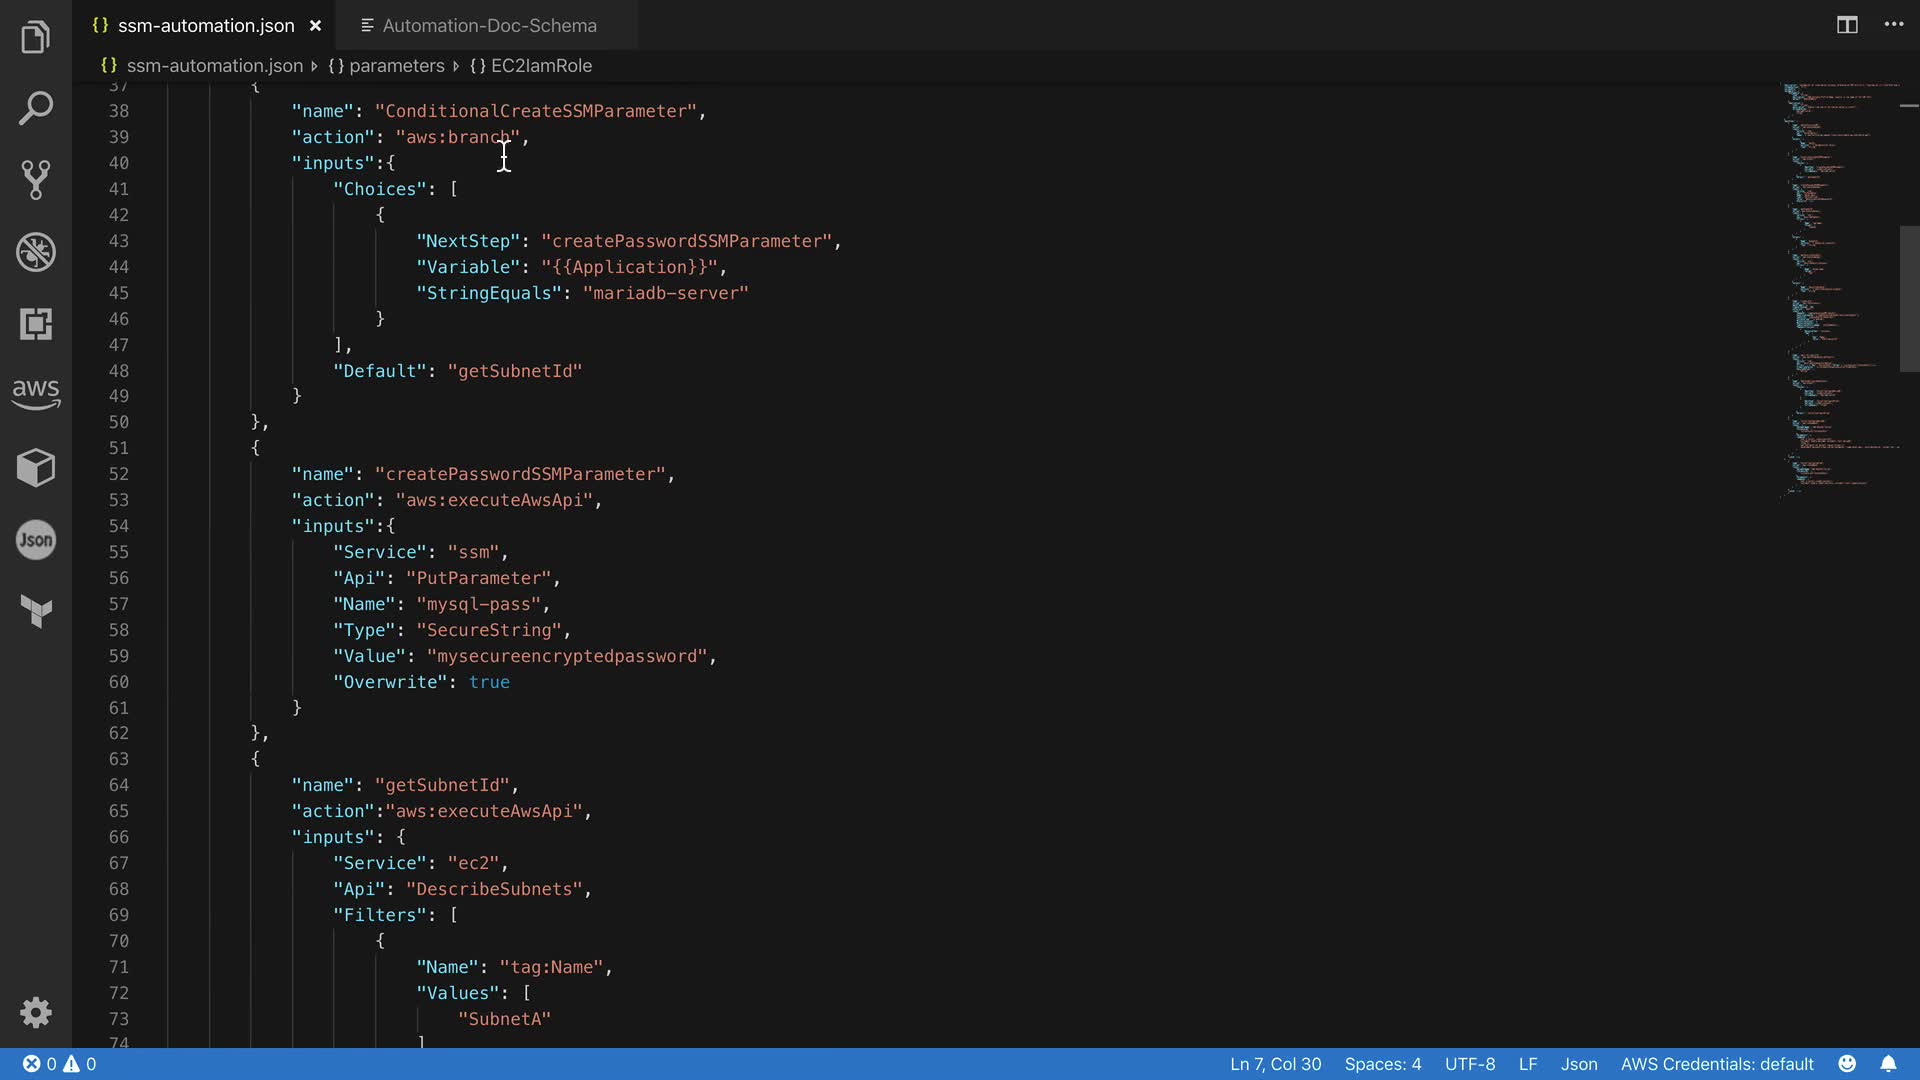 ssm-automation.json
Automation-Doc-Schema
ssm-automation.json {} parameters {} EC2IamRole
37 {
38 "name": "ConditionalCreateSSMParameter",
39 "action": "aws:branch",
40 "inputs":{
41 "Choices": [
42 {
43 "NextStep": "createPasswordSSMParameter",
44 "Variable": "{{Application}}",
45 "StringEquals": "mariadb-server"
46 }
47 ],
48 "Default": "getSubnetId"
49 }
50 },
51 {
52 "name": "createPasswordSSMParameter",
53 "action": "aws:executeAwsApi",
54 "inputs":{
55 "Service": "ssm",
56 "Api": "PutParameter",
57 "Name": "mysql-pass",
58 "Type": "SecureString",
59 "Value": "mysecureencryptedpassword",
60 "Overwrite": true
61 }
62 },
63 {
64 "name": "getSubnetId",
65 "action":"aws:executeAwsApi",
66 "inputs": {
67 "Service": "ec2",
68 "Api": "DescribeSubnets",
69 "Filters": [
70 {
71 "Name": "tag:Name",
72 "Values": [
73 "SubnetA"
74 ]
aws
Json
0 0
Ln 7, Col 30
Spaces: 4
UTF-8
LF
Json
AWS Credentials: default